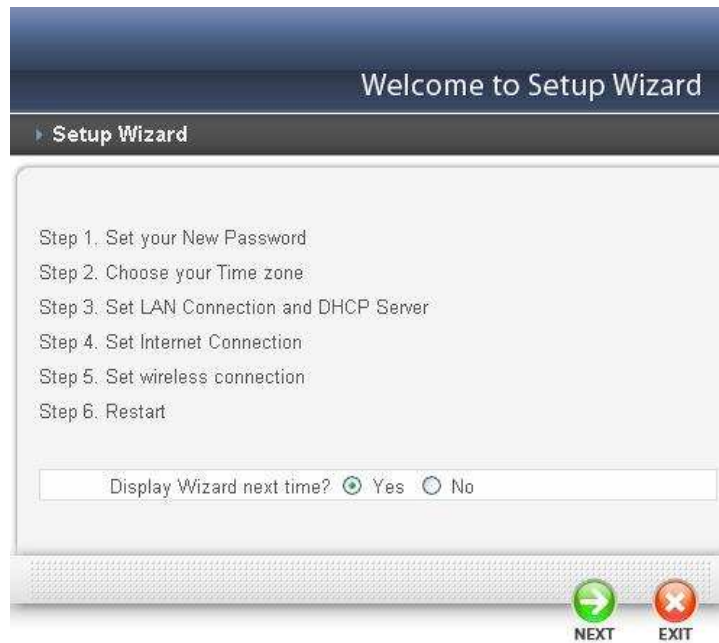 Welcome to Setup Wizard
Setup Wizard
Step 1. Set your New Password
Step 2. Choose your Time zone
Step 3. Set LAN Connection and DHCP Server
Step 4. Set Internet Connection
Step 5. Set wireless connection
Step 6. Restart
Display Wizard next time? Yes No
NEXT EXIT